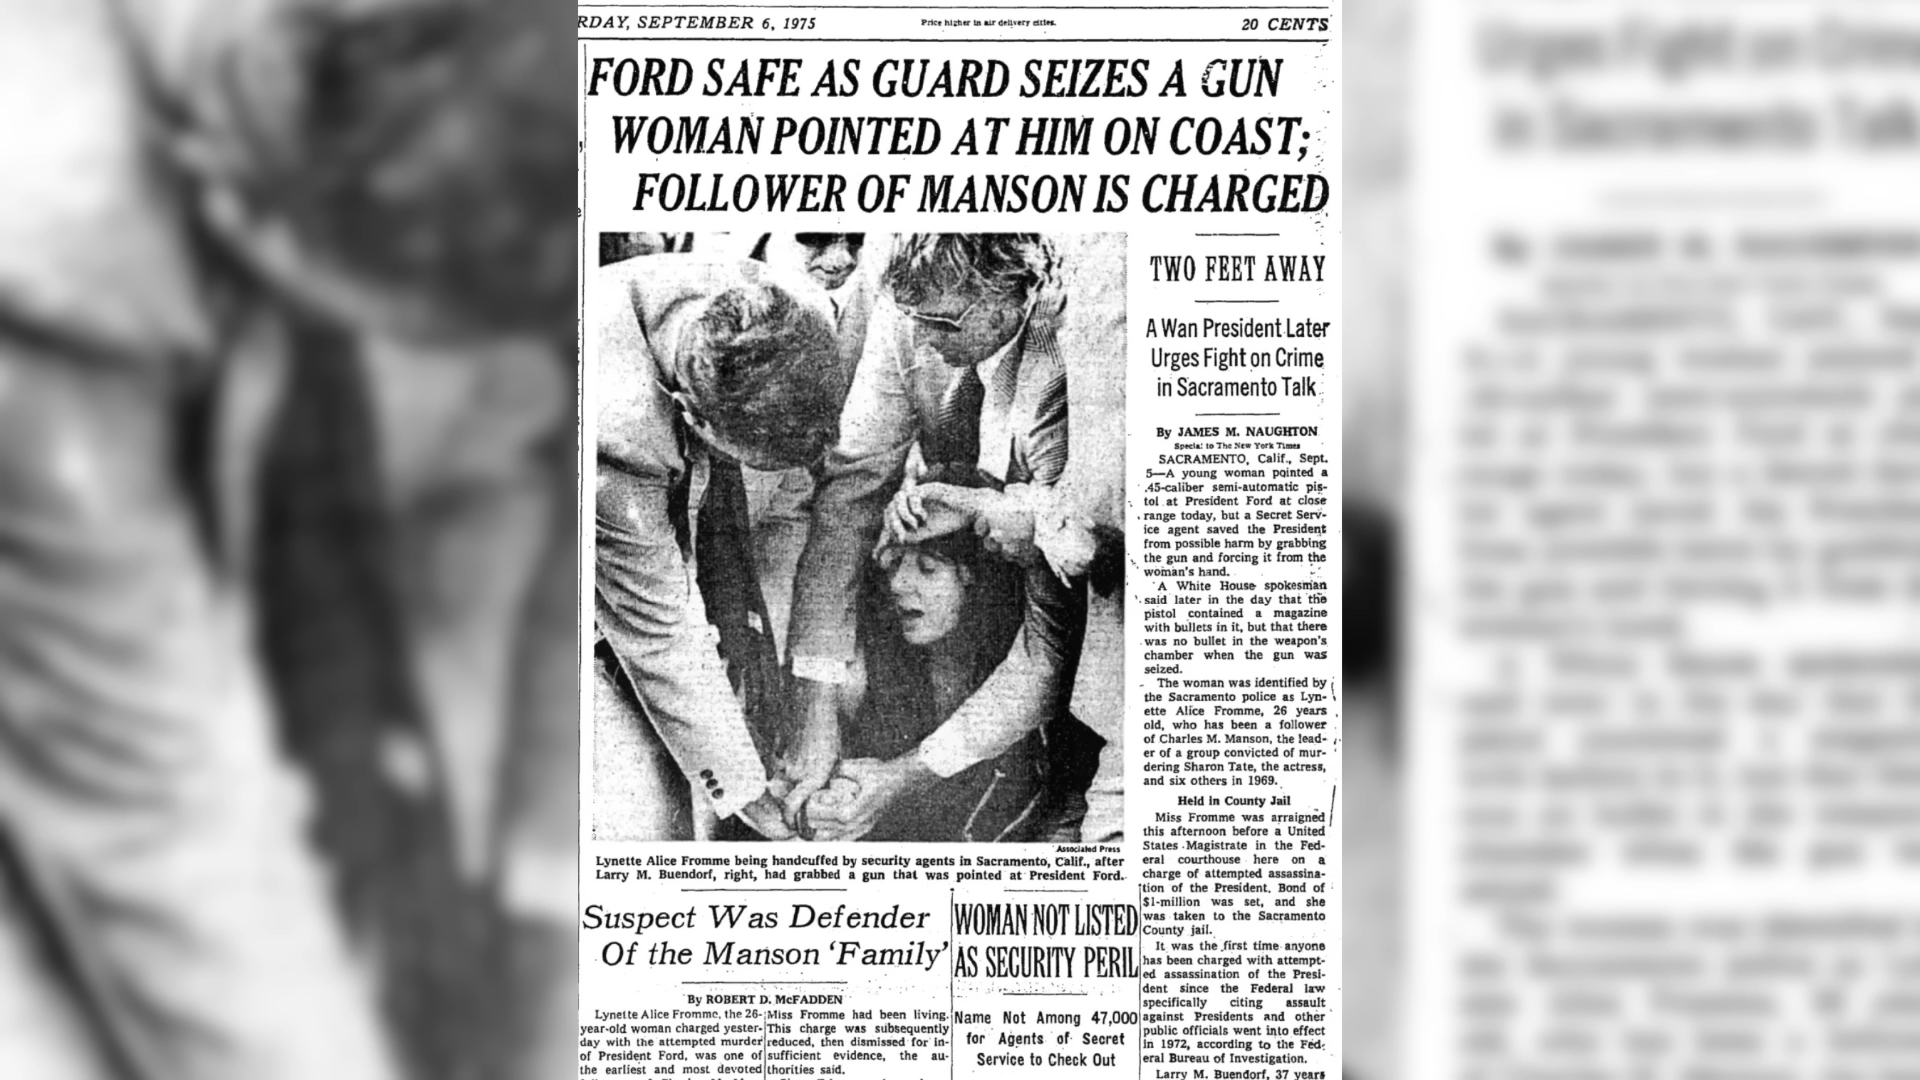 RDAY, SEPTEMBER 6, 1975
Price higher in air delivery cities.
20 CENTS
FORD SAFE AS GUARD SEIZES A GUN
WOMAN POINTED AT HIM ON COAST;
FOLLOWER OF MANSON IS CHARGED
TWO FEET AWAY
A Wan President Later
Urges Fight on Crime
in Sacramento Talk
By JAMES M. NAUGHTON
Special to The New York Times
SACRAMENTO, Calif., Sept.
5—A young woman pointed a
.45-caliber semi-automatic pis-
tol at President Ford at close
range today, but a Secret Serv-
ice agent saved the President
from possible harm by grabbing
the gun and forcing it from the
woman's hand.
A White House spokesman
said later in the day that the
pistol contained a magazine
with bullets in it, but that there
was no bullet in the weapon's
chamber when the gun was
seized.
The woman was identified by
the Sacramento police as Lyn-
ette Alice Fromme, 26 years
old, who has been a follower
of Charles M. Manson, the lead-
er of a group convicted of mur-
dering Sharon Tate, the actress,
and six others in 1969.
Held in County Jail
Miss Fromme was arraigned
this afternoon before a United
States Magistrate in the Fed-
eral courthouse here on a
charge of attempted assassina-
tion of the President. Bond of
$1-million was set, and she
was taken to the Sacramento
County jail.
It was the first time anyone
has been charged with attempt-
ed assassination of the Presi-
dent since the Federal law
specifically citing assault
against Presidents and other
public officials went into effect
in 1972, according to the Fed-
eral Bureau of Investigation.
Larry M. Buendorf, 37 years
Associated Press
Lynette Alice Fromme being handcuffed by security agents in Sacramento, Calif., after
Larry M. Buendorf, right, had grabbed a gun that was pointed at President Ford.
Suspect Was Defender
Of the Manson 'Family'
By ROBERT D. McFADDEN
Lynette Alice Fromme, the 26-
year-old woman charged yester-
day with the attempted murder
of President Ford, was one of
the earliest and most devoted
Miss Fromme had been living.
This charge was subsequently
reduced, then dismissed for in-
sufficient evidence, the au-
thorities said.
WOMAN NOT LISTED
AS SECURITY PERIL
Name Not Among 47,000
for Agents of Secret
Service to Check Out